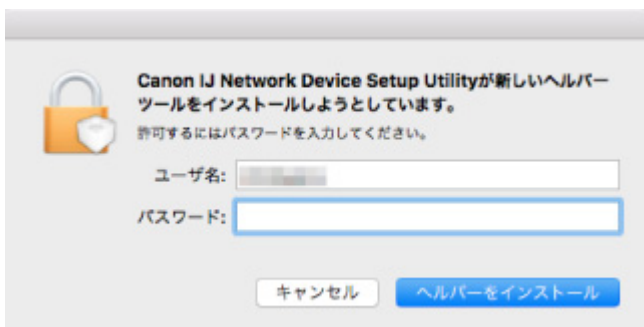 Canon IJ Network Device Setup Utilityが新しいヘルパー
ツールをインストールしようとしています。
許可するにはパスワードを入力してください。
ユーザ名:
パスワード:
キャンセル
ヘルパーをインストール